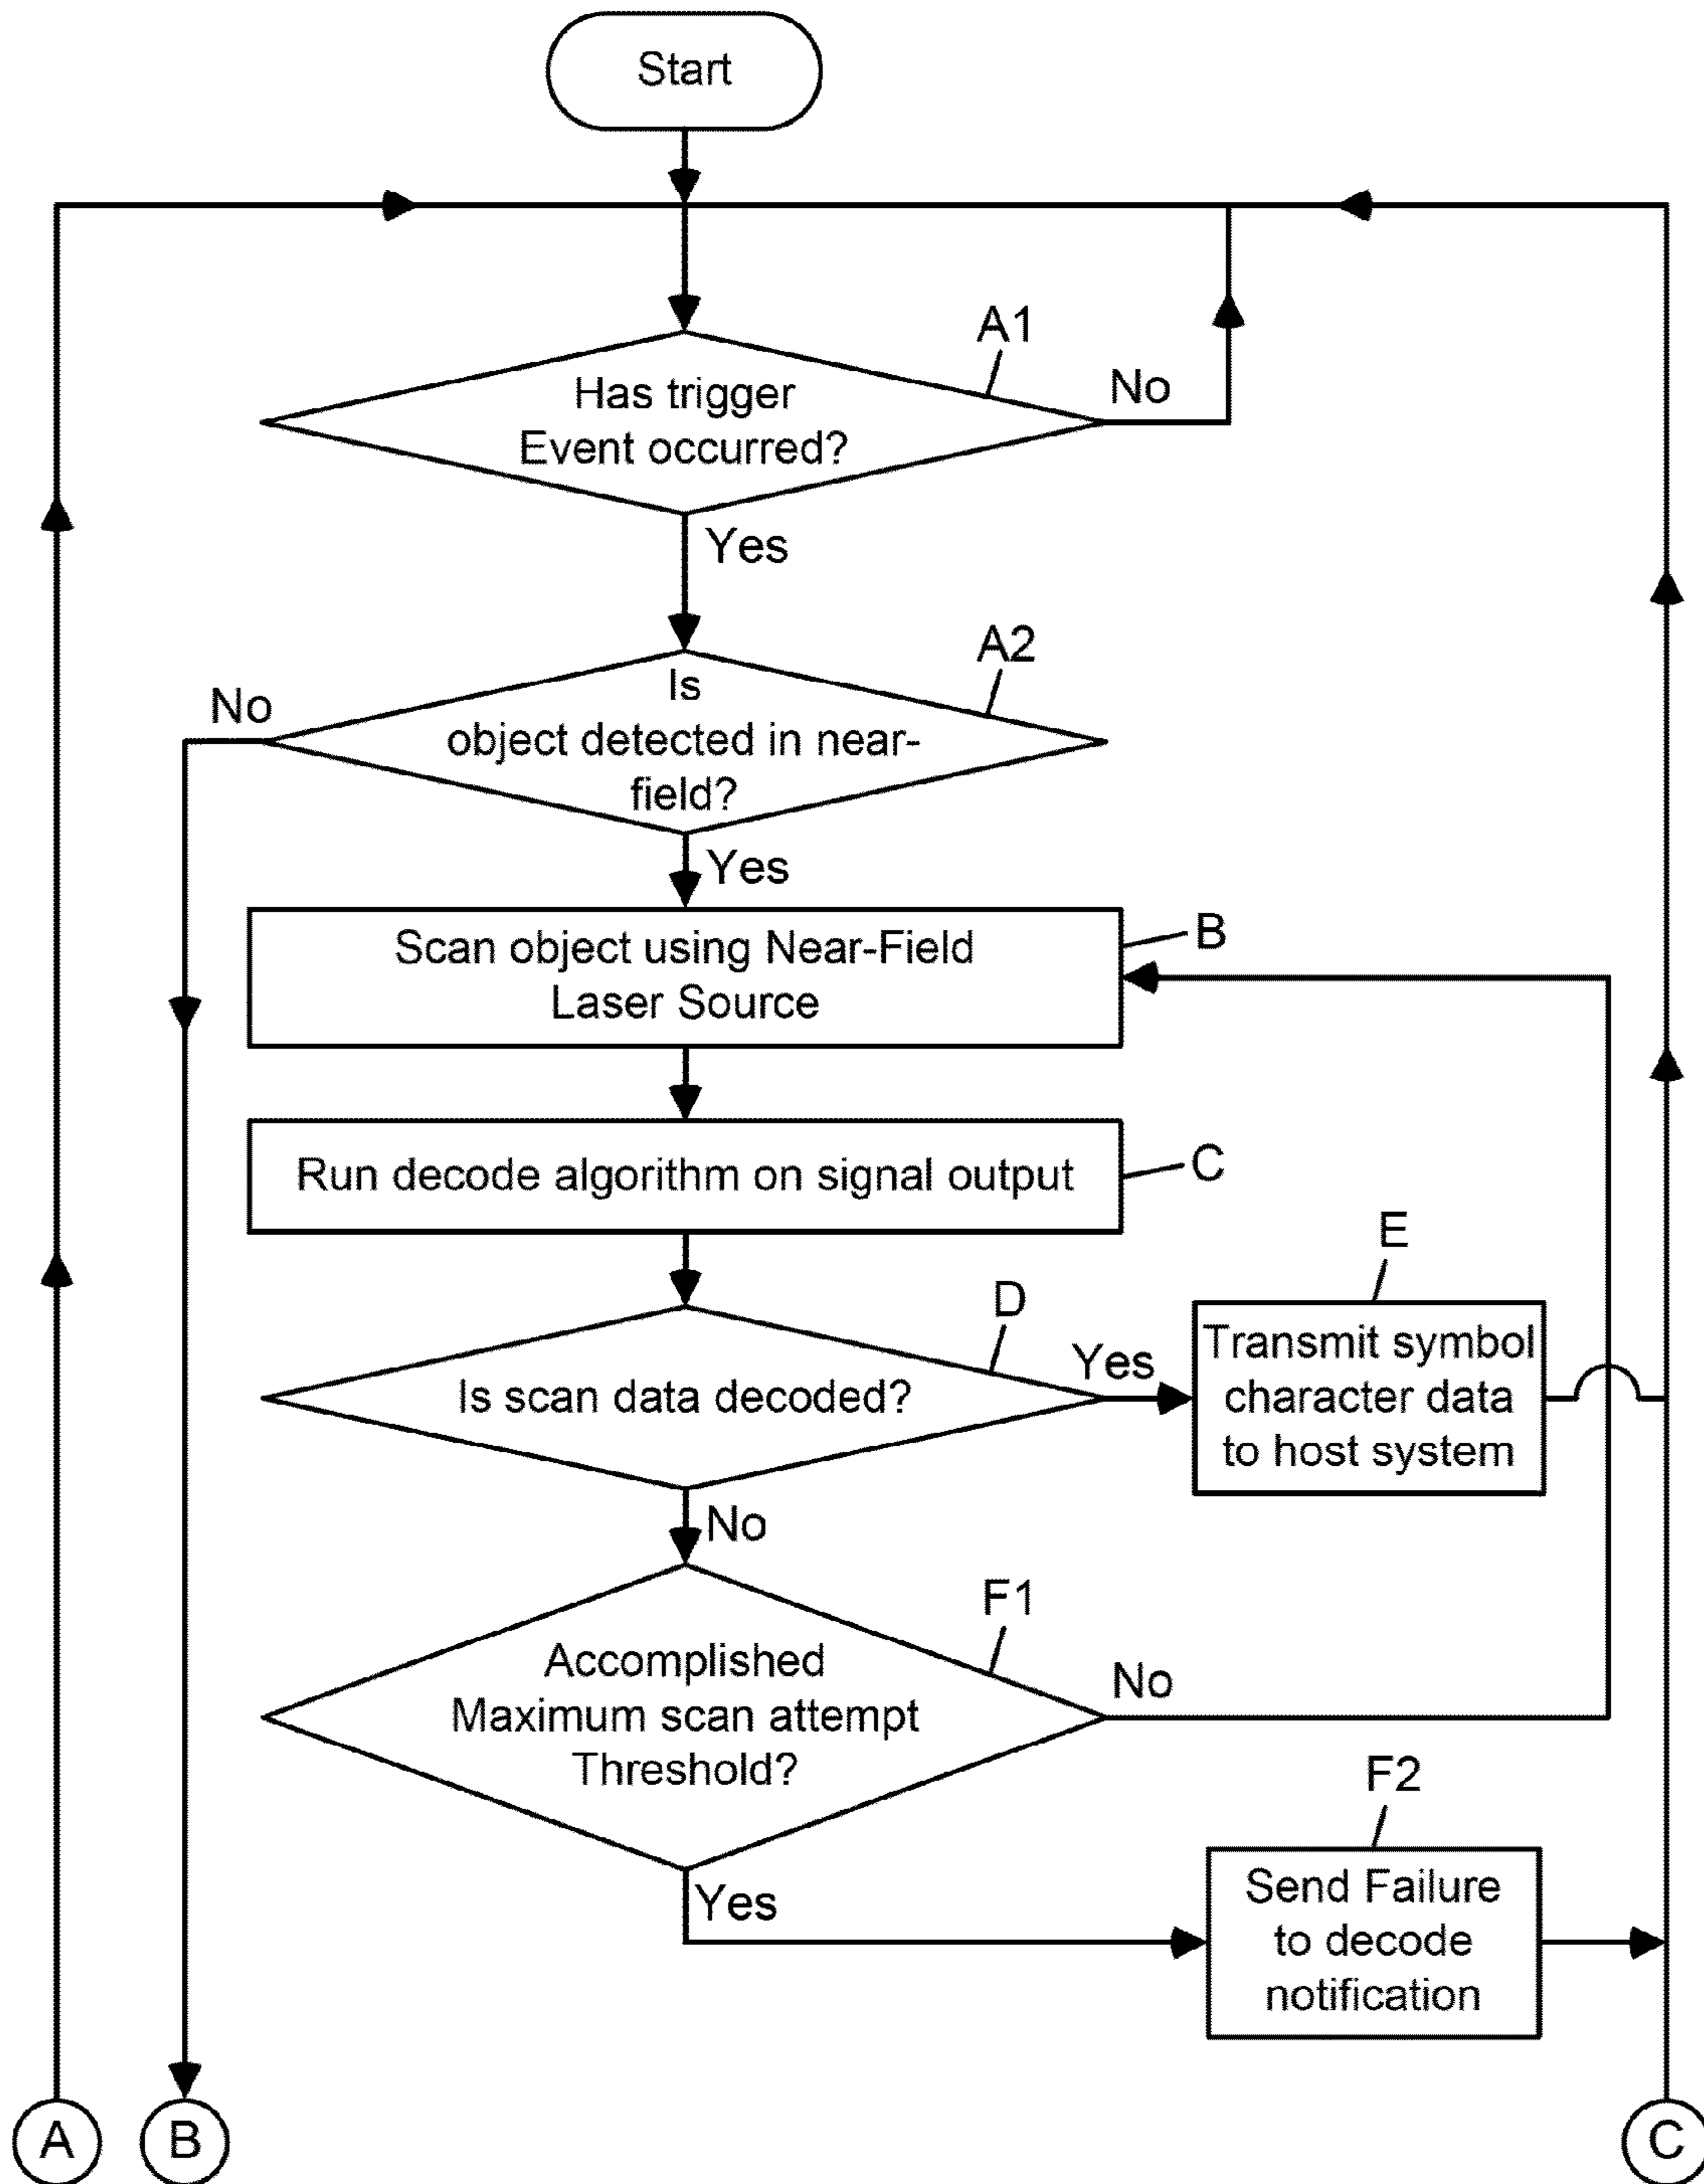 Start
A1
Has trigger
Event occurred?
No
Yes
A2
Is
object detected in near-
field?
No
Yes
Scan object using Near-Field
Laser Source
B
Run decode algorithm on signal output
C
D
Is scan data decoded?
Yes
E
Transmit symbol
character data
to host system
No
F1
Accomplished
Maximum scan attempt
Threshold?
No
Yes
F2
Send Failure
to decode
notification
A
B
C